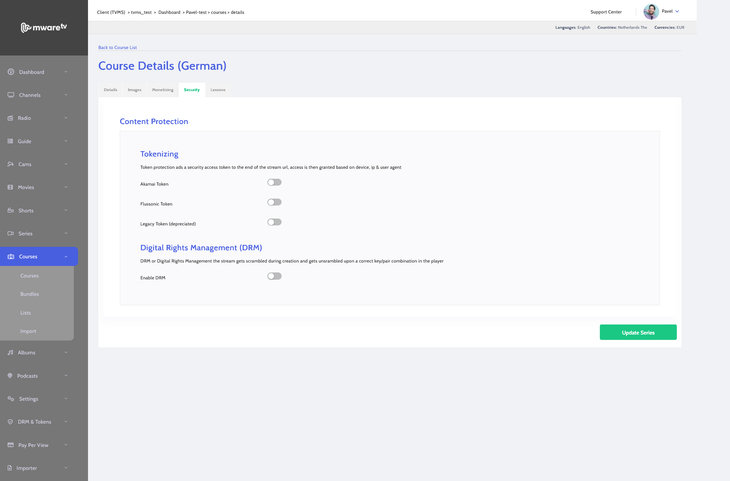 Client (TVMS) > tvms_test > Dashboard > Pavel-test > courses > details
Support Center
Pavel
mwaretv
Languages: English Countries: Netherlands The Currencies: EUR
Back to Course List
Course Details (German)
Details Images Monetizing Security Lessons
Content Protection
Tokenizing
Token protection ads a security access token to the end of the stream url, access is then granted based on device, ip & user agent
Akamai Token
Flussonic Token
Legacy Token (depreciated)
Digital Rights Management (DRM)
DRM or Digital Rights Management the stream gets scrambled during creation and gets unscrambled upon a correct key/pair combination in the player
Enable DRM
Update Series
Dashboard
Channels
Radio
Guide
Cams
Movies
Shorts
Series
Courses
Courses
Bundles
Lists
Import
Albums
Podcasts
Settings
DRM & Tokens
Pay Per View
Importer